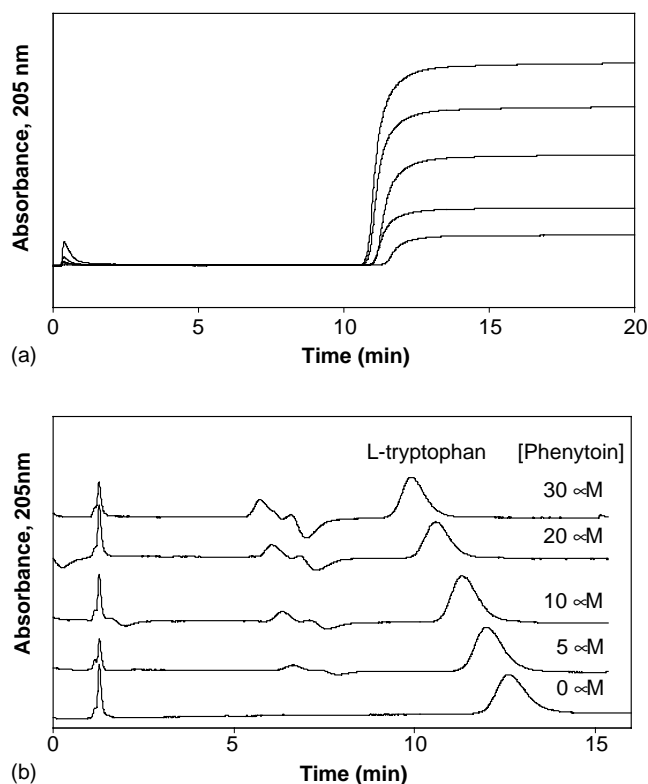 Absorbance, 205 nm
0 5 10 15 20
(a) Time (min)
L-tryptophan [Phenytoin]
30 ∝M
20 ∝M
10 ∝M
5 ∝M
0 ∝M
Absorbance, 205nm
0 5 10 15
(b) Time (min)